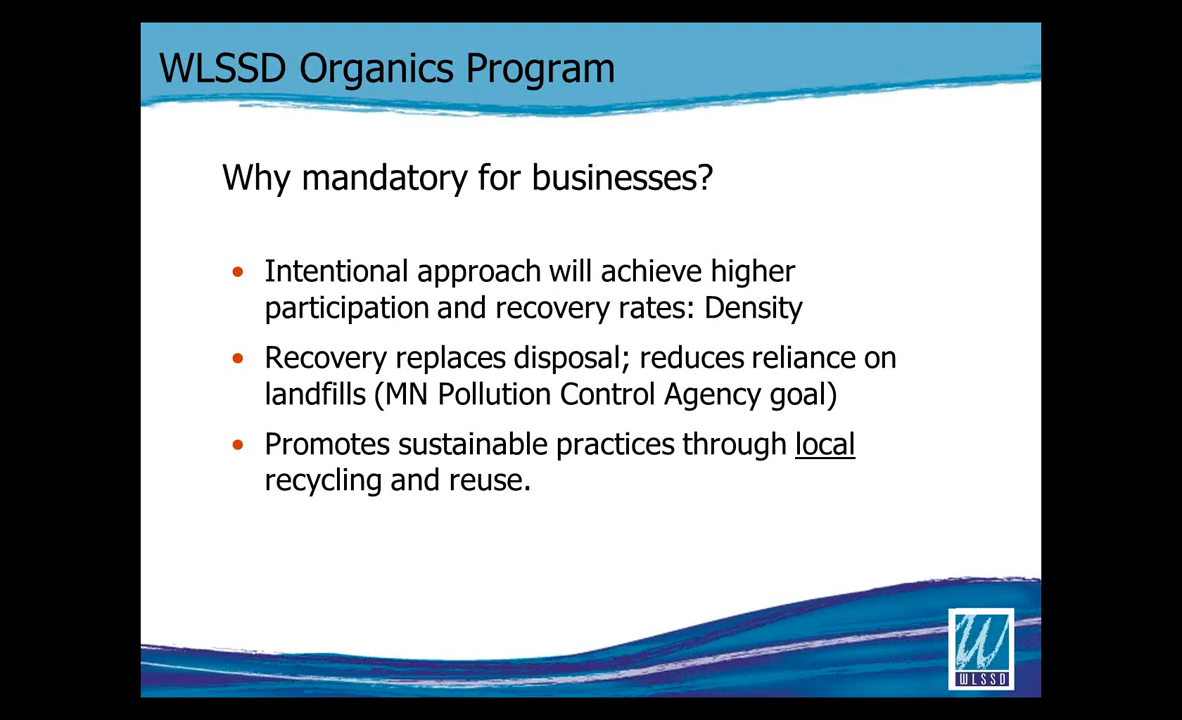 WLSSD Organics Program
Why mandatory for businesses?
• Intentional approach will achieve higher
participation and recovery rates: Density
• Recovery replaces disposal; reduces reliance on
landfills (MN Pollution Control Agency goal)
• Promotes sustainable practices through local
recycling and reuse.
W
WLSSD